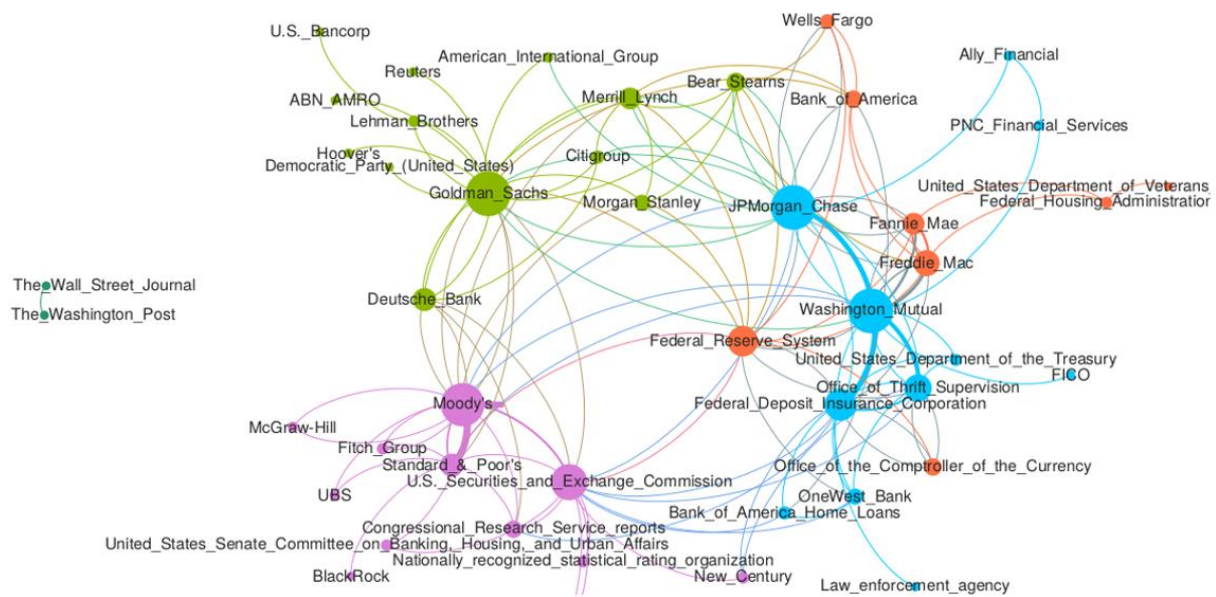 Wells_Fargo
U.S._Bancorp
American_International_Group
Ally_Financial
Reuters
Bear_Stearns
Merrill_Lynch
Bank_of_America
ABN_AMRO
Lehman_Brothers
PNC_Financial_Services
Hoover's
Citigroup
Democratic_Party_(United_States)
Goldman_Sachs
United_States_Department_of_Veterans
Morgan_Stanley
JPMorgan_Chase
Federal_Housing_Administration
Fannie_Mae
Freddie_Mac
The_Wall_Street_Journal
Deutsche_Bank
Washington_Mutual
The_Washington_Post
Federal_Reserve_System
United_States_Department_of_the_Treasury
FICO
Office_of_Thrift_Supervision
Moody's
Federal_Deposit_Insurance_Corporation
McGraw-Hill
Fitch_Group
Standard_&_Poor's
Office_of_the_Comptroller_of_the_Currency
U.S._Securities_and_Exchange_Commission
UBS
OneWest_Bank
Bank_of_America_Home_Loans
Congressional_Research_Service_reports
United_States_Senate_Committee_on_Banking,_Housing,_and_Urban_Affairs
Nationally_recognized_statistical_rating_organization
BlackRock
New_Century
Law_enforcement_agency